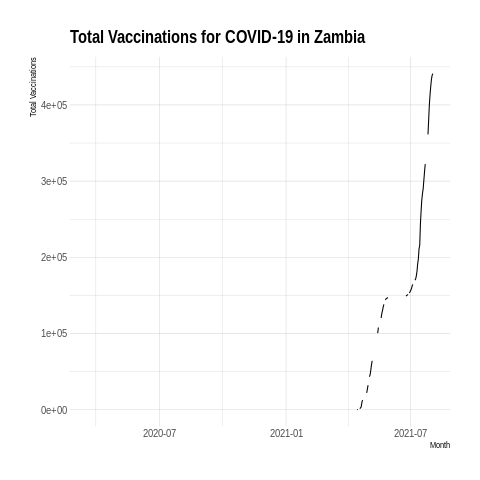 Total Vaccinations for COVID-19 in Zambia
Total Vaccinations
4e+05
3e+05
2e+05
1e+05
0e+00
2020-07 2021-01 2021-07
Month